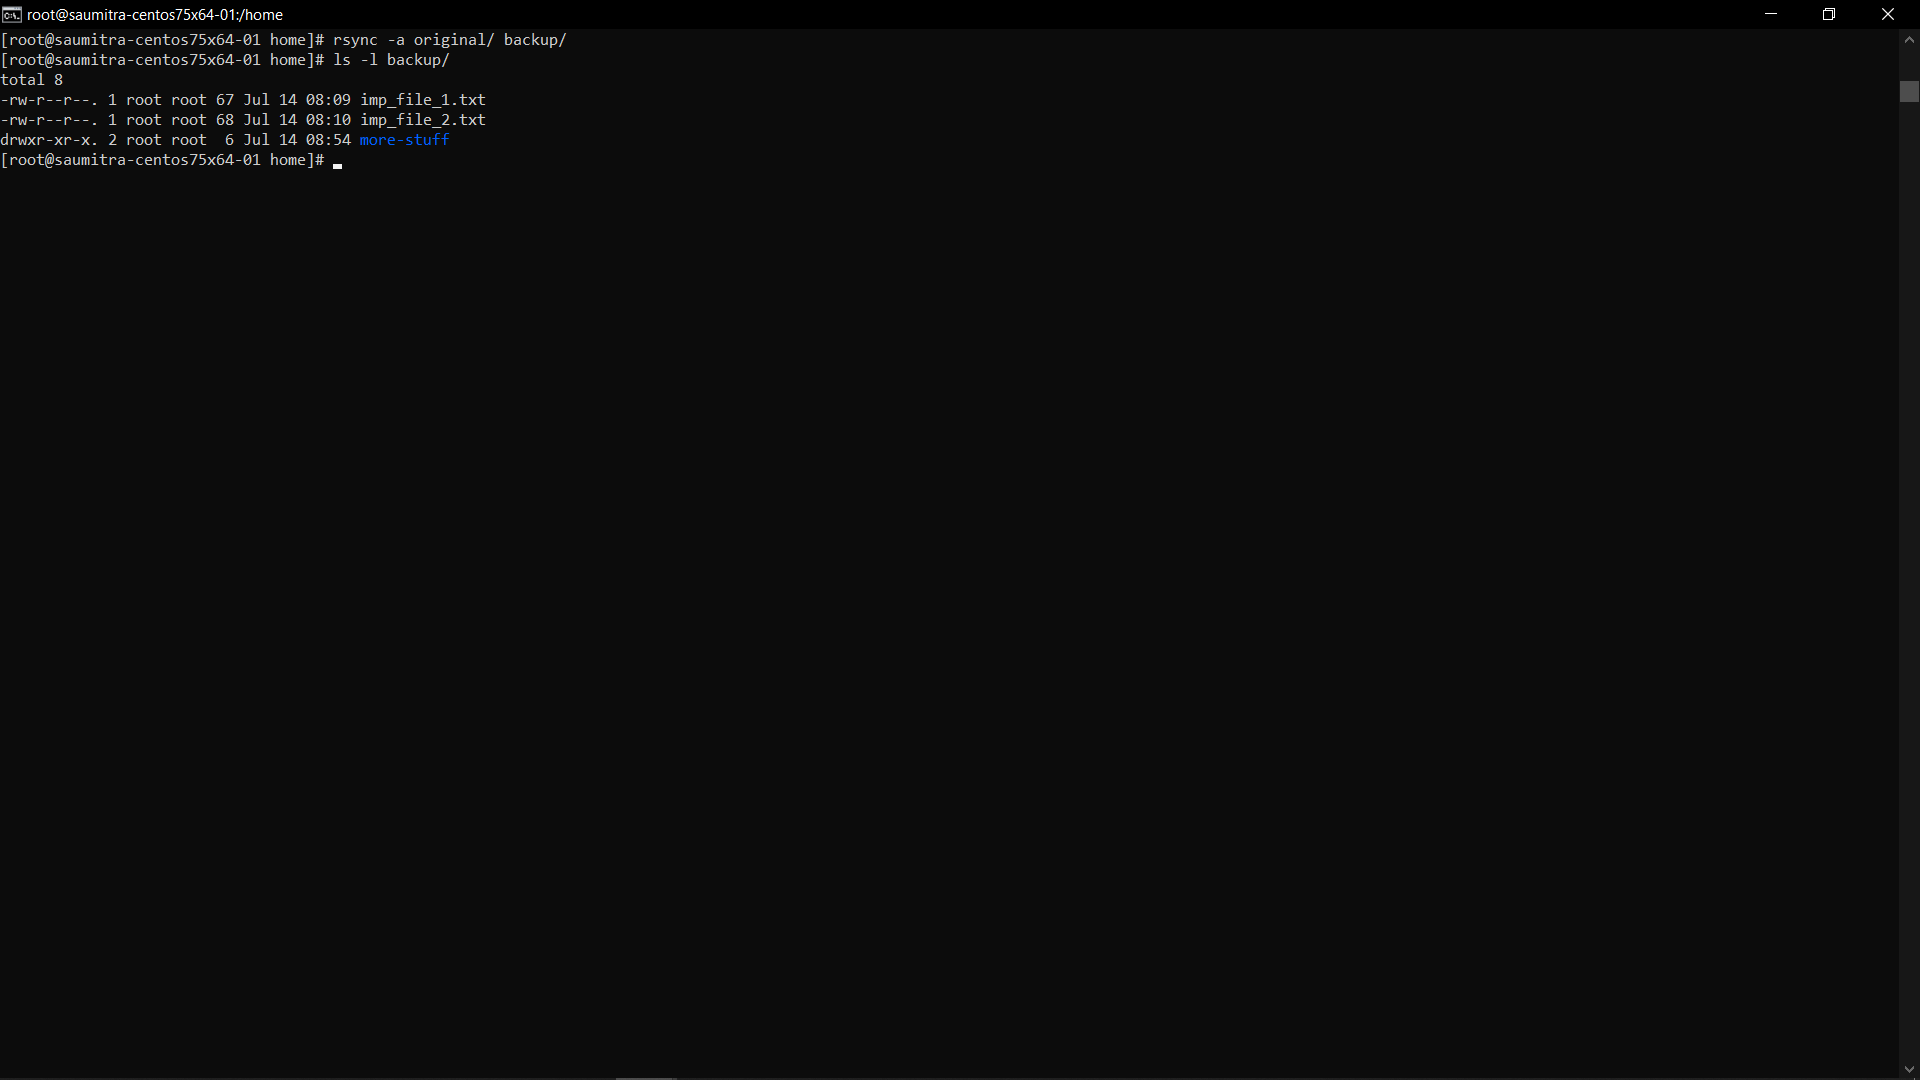 root@saumitra-centos75x64-01:/home
[root@saumitra-centos75x64-01 home]# rsync -a original/ backup/
[root@saumitra-centos75x64-01 home]# ls -l backup/
total 8
-rw-r--r--. 1 root root 67 Jul 14 08:09 imp_file_1.txt
-rw-r--r--. 1 root root 68 Jul 14 08:10 imp_file_2.txt
drwxr-xr-x. 2 root root  6 Jul 14 08:54 more-stuff
[root@saumitra-centos75x64-01 home]#